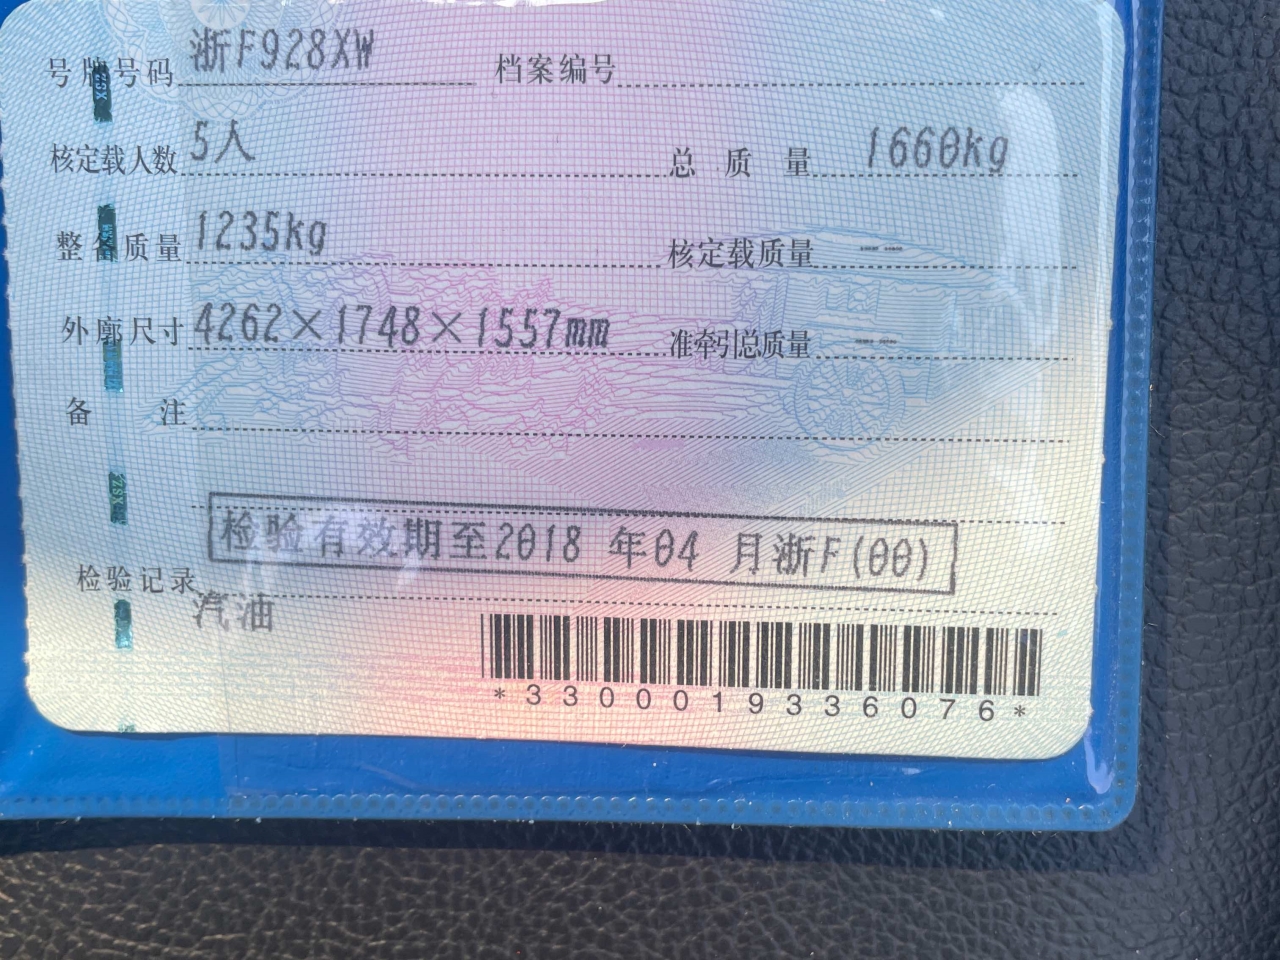 号牌号码 浙F928XW 档案编号
核定载人数 5人 总质量 1660kg
整备质量 1235kg 核定载质量 --
外廓尺寸 4262×1748×1557mm 准牵引总质量 --
备注
检验有效期至2018 年04 月浙F(00)
检验记录
汽油
*3300019336076*